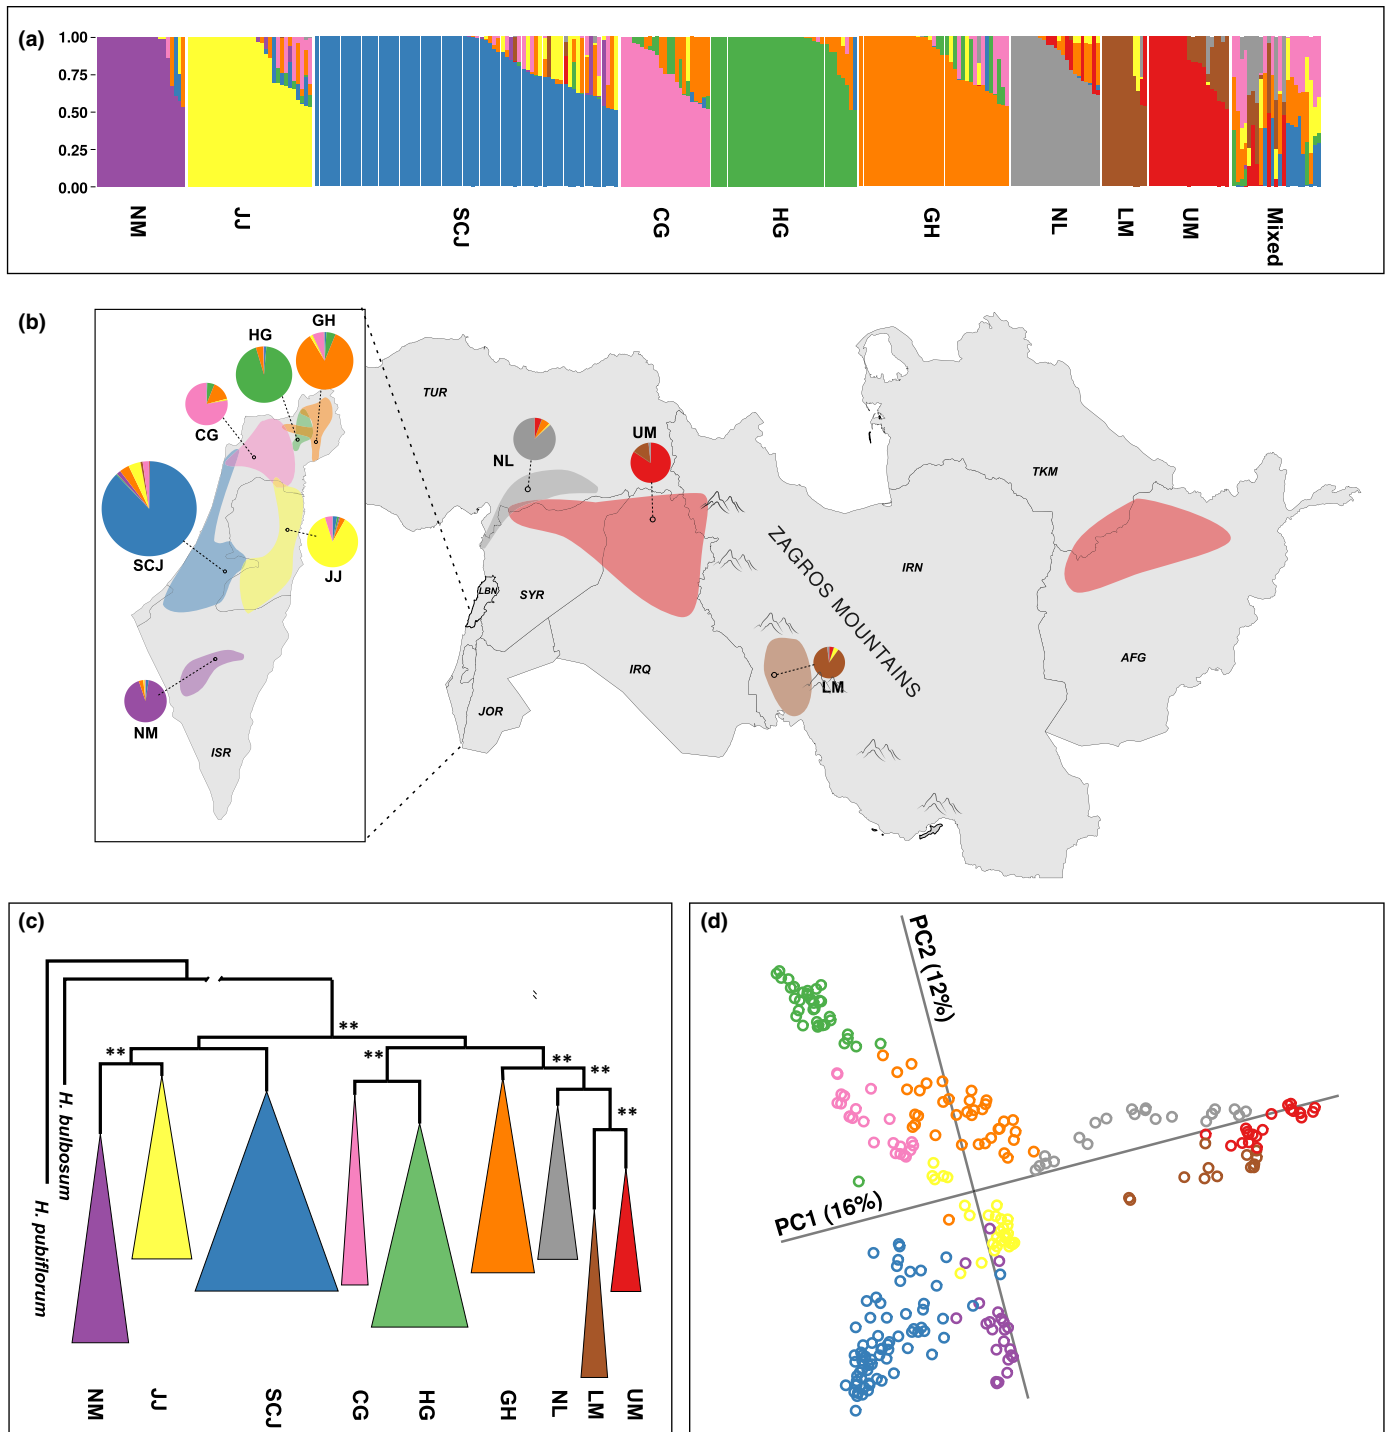 (a)
1.00
0.75
0.50
0.25
0.00
NM
JJ
SCJ
CG
HG
GH
NL
LM
UM
Mixed
(b)
GH
HG
CG
SCJ
JJ
NM
ISR
TUR
NL
UM
TKM
ZAGROS MOUNTAINS
IRN
LBN
SYR
IRQ
LM
AFG
JOR
(c)
**
**
**
**
**
**
H. bulbosum
H. pubiflorum
NM
JJ
SCJ
CG
HG
GH
NL
LM
UM
(d)
PC2 (12%)
PC1 (16%)